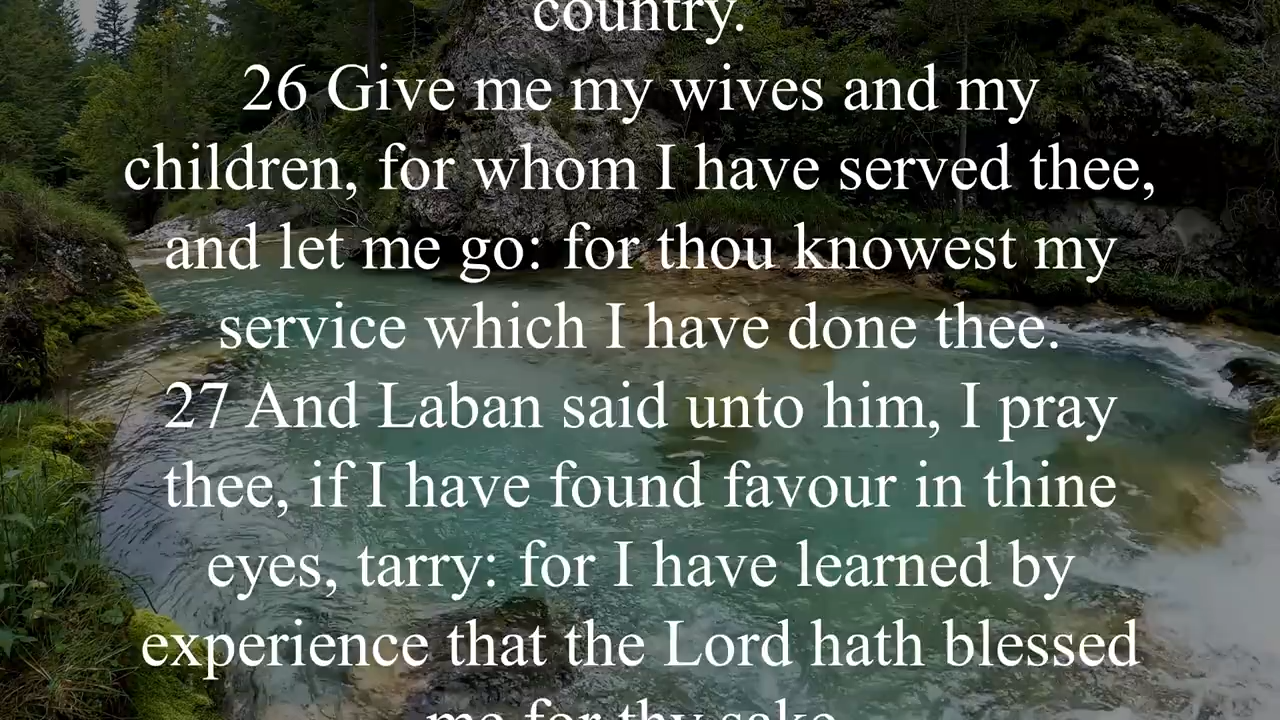 country.
26 Give me my wives and my
children, for whom I have served thee,
and let me go: for thou knowest my
service which I have done thee.
27 And Laban said unto him, I pray
thee, if I have found favour in thine
eyes, tarry: for I have learned by
experience that the Lord hath blessed
me for thy sake.